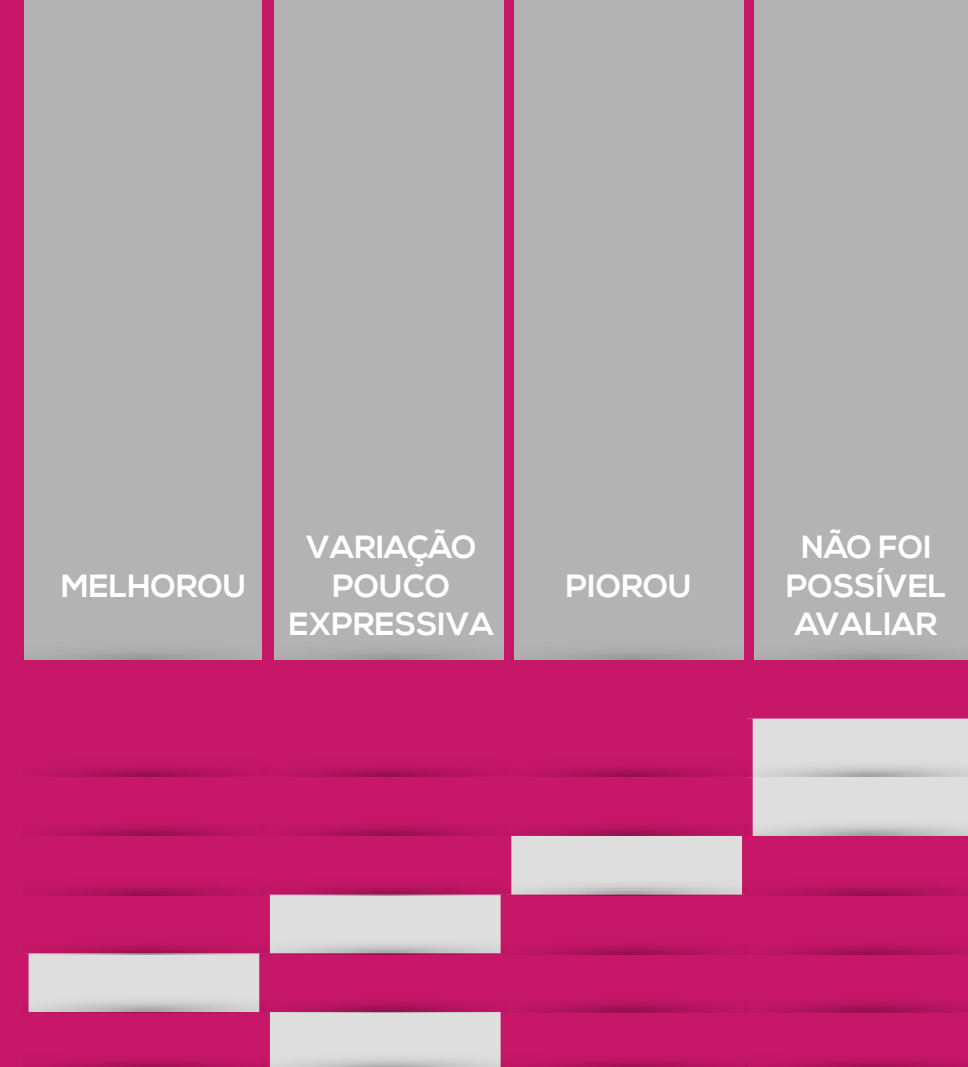 MELHOROU
VARIAÇÃO
POUCO
EXPRESSIVA
PIOROU
NÃO FOI
POSSÍVEL
AVALIAR